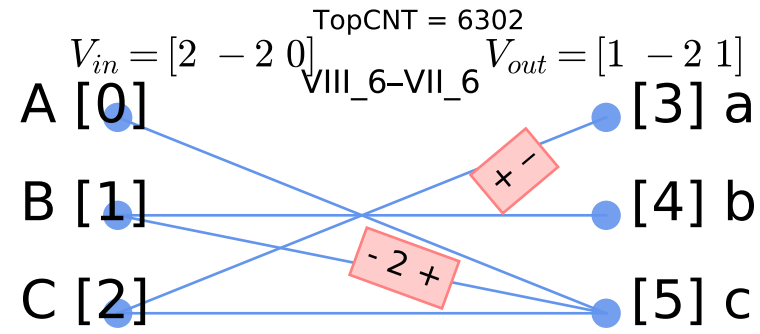 TopCNT = 6302
V_in = [2 −2 0] V_out = [1 −2 1]
VIII_6–VII_6
A [0] [3] a
+ −
B [1] [4] b
- 2 +
C [2] [5] c